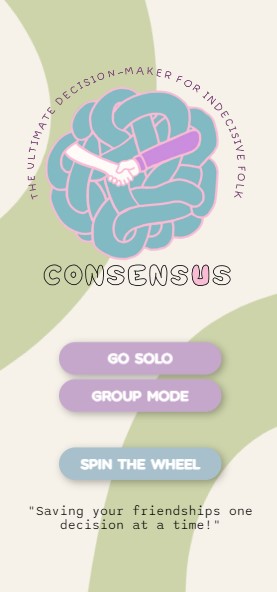 THE ULTIMATE DECISION-MAKER FOR INDECISIVE FOLK
CONSENSUS
GO SOLO
GROUP MODE
SPIN THE WHEEL
"Saving your friendships one
decision at a time!"